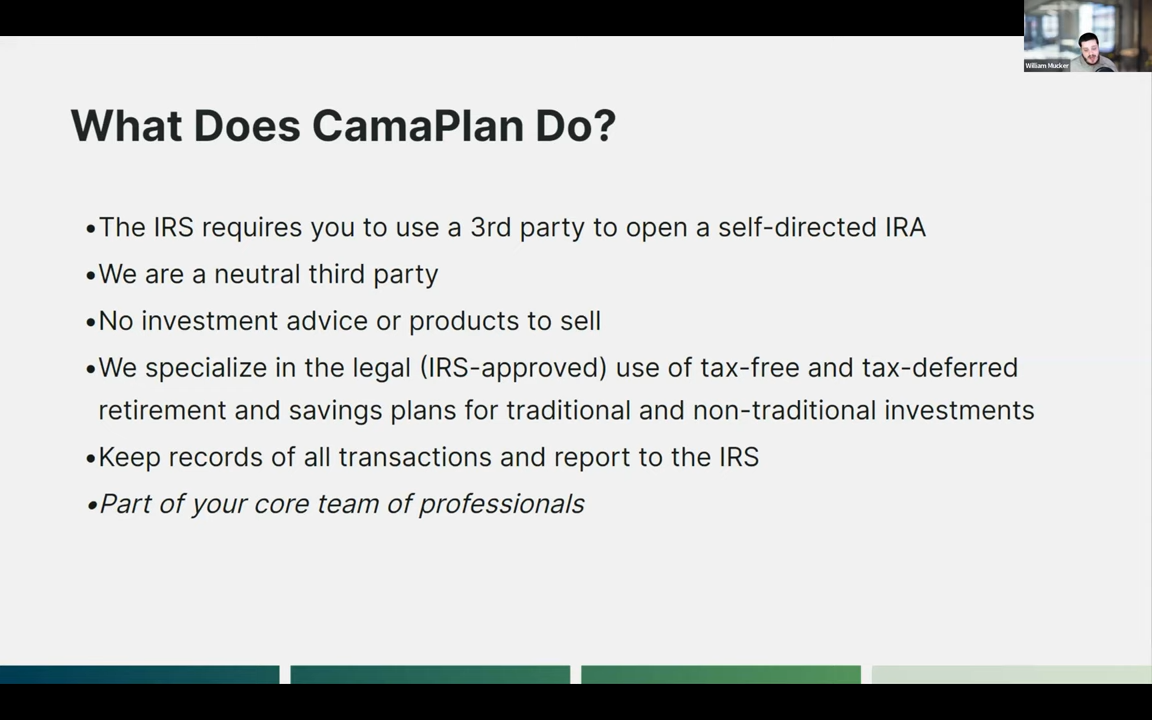 William Mucker
What Does CamaPlan Do?
•The IRS requires you to use a 3rd party to open a self-directed IRA
•We are a neutral third party
•No investment advice or products to sell
•We specialize in the legal (IRS-approved) use of tax-free and tax-deferred
retirement and savings plans for traditional and non-traditional investments
•Keep records of all transactions and report to the IRS
•Part of your core team of professionals